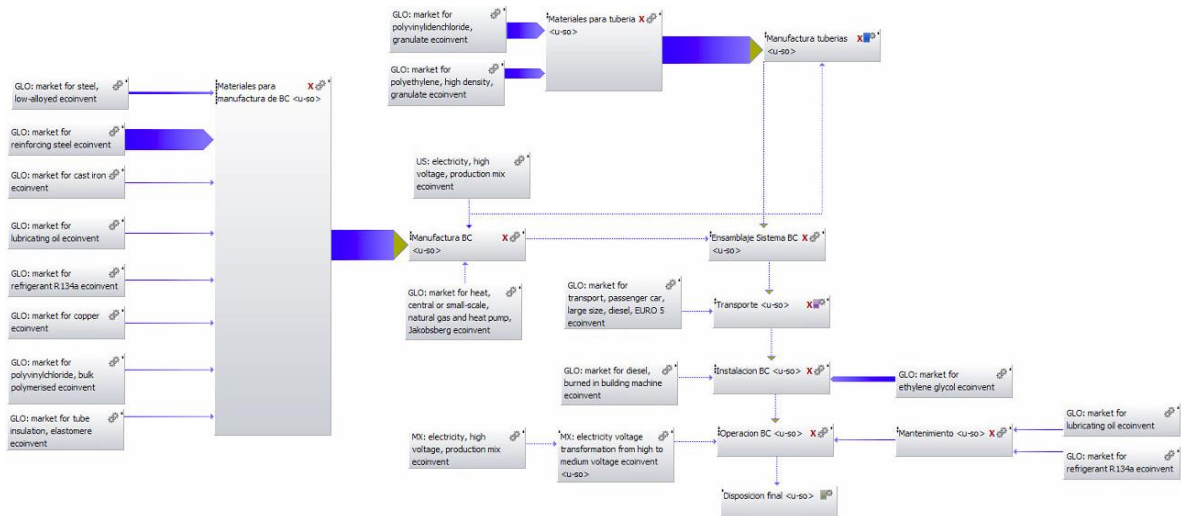 GLO: market for
polyvinylidenchloride,
granulate ecoinvent
GLO: market for
polyethylene, high density,
granulate ecoinvent
Materiales para tuberia
<u-so>
Manufactura tuberias
<u-so>
GLO: market for steel,
low-alloyed ecoinvent
GLO: market for
reinforcing steel ecoinvent
GLO: market for cast iron
ecoinvent
GLO: market for
lubricating oil ecoinvent
GLO: market for
refrigerant R134a ecoinvent
GLO: market for copper
ecoinvent
GLO: market for
polyvinylchloride, bulk
polymerised ecoinvent
GLO: market for tube
insulation, elastomere
ecoinvent
Materiales para
manufactura de BC <u-so>
US: electricity, high
voltage, production mix
ecoinvent
Manufactura BC
<u-so>
GLO: market for heat,
central or small-scale,
natural gas and heat pump,
Jakobsberg ecoinvent
Ensamblaje Sistema BC
<u-so>
GLO: market for
transport, passenger car,
large size, diesel, EURO 5
ecoinvent
Transporte <u-so>
GLO: market for diesel,
burned in building machine
ecoinvent
Instalacion BC <u-so>
GLO: market for
ethylene glycol ecoinvent
MX: electricity, high
voltage, production mix
ecoinvent
MX: electricity voltage
transformation from high to
medium voltage ecoinvent
<u-so>
Operacion BC <u-so>
Mantenimiento <u-so>
GLO: market for
lubricating oil ecoinvent
GLO: market for
refrigerant R134a ecoinvent
Disposicion final <u-so>